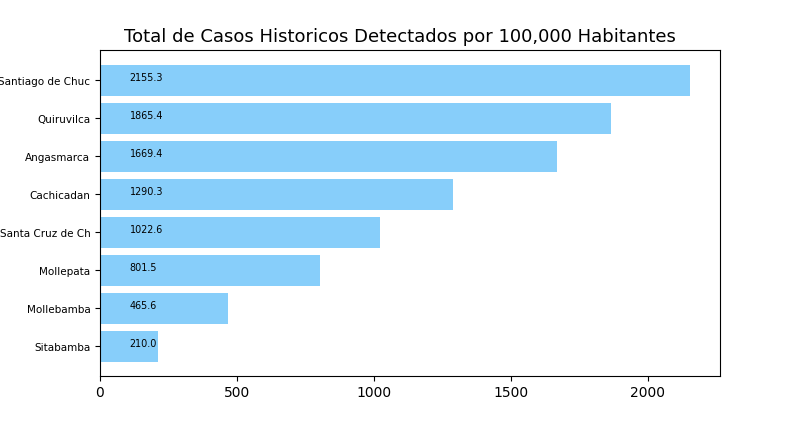 Total de Casos Historicos Detectados por 100,000 Habitantes
Santiago de Chuc 2155.3
Quiruvilca 1865.4
Angasmarca 1669.4
Cachicadan 1290.3
Santa Cruz de Ch 1022.6
Mollepata 801.5
Mollebamba 465.6
Sitabamba 210.0
0 500 1000 1500 2000